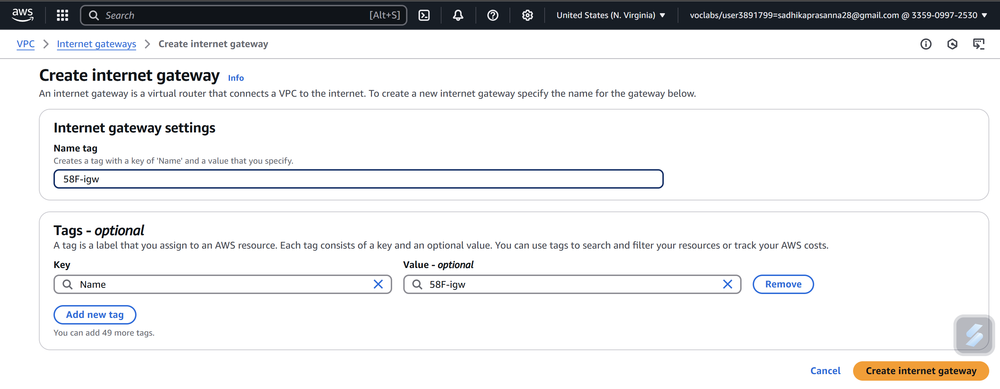 aws Search [Alt+S] United States (N. Virginia) voclabs/user3891799=sadhikaprasanna28@gmail.com @ 3359-0997-2530
VPC Internet gateways Create internet gateway
Create internet gateway Info
An internet gateway is a virtual router that connects a VPC to the internet. To create a new internet gateway specify the name for the gateway below.
Internet gateway settings
Name tag
Creates a tag with a key of 'Name' and a value that you specify.
58F-igw
Tags - optional
A tag is a label that you assign to an AWS resource. Each tag consists of a key and an optional value. You can use tags to search and filter your resources or track your AWS costs.
Key Value - optional
Name 58F-igw Remove
Add new tag
You can add 49 more tags.
Cancel Create internet gateway